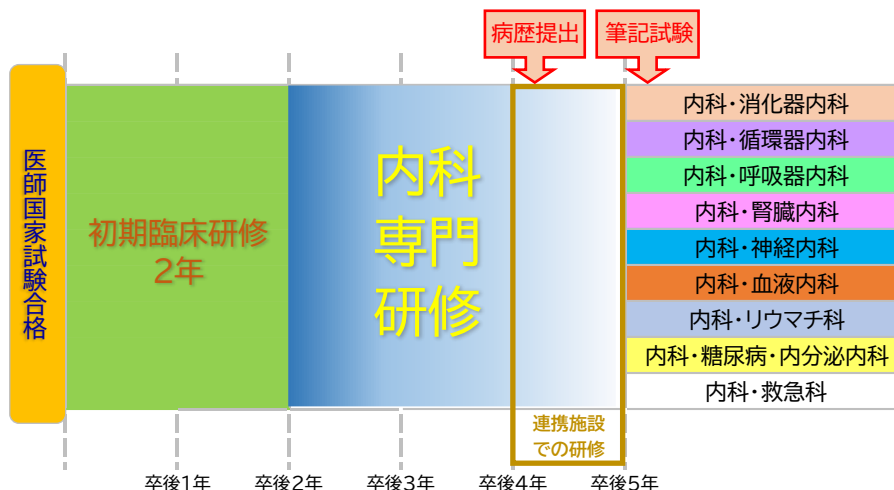 病歴提出
筆記試験
医師国家試験合格
初期臨床研修
2年
内科
専門
研修
連携施設
での研修
内科・消化器内科
内科・循環器内科
内科・呼吸器内科
内科・腎臓内科
内科・神経内科
内科・血液内科
内科・リウマチ科
内科・糖尿病・内分泌内科
内科・救急科
卒後1年
卒後2年
卒後3年
卒後4年
卒後5年